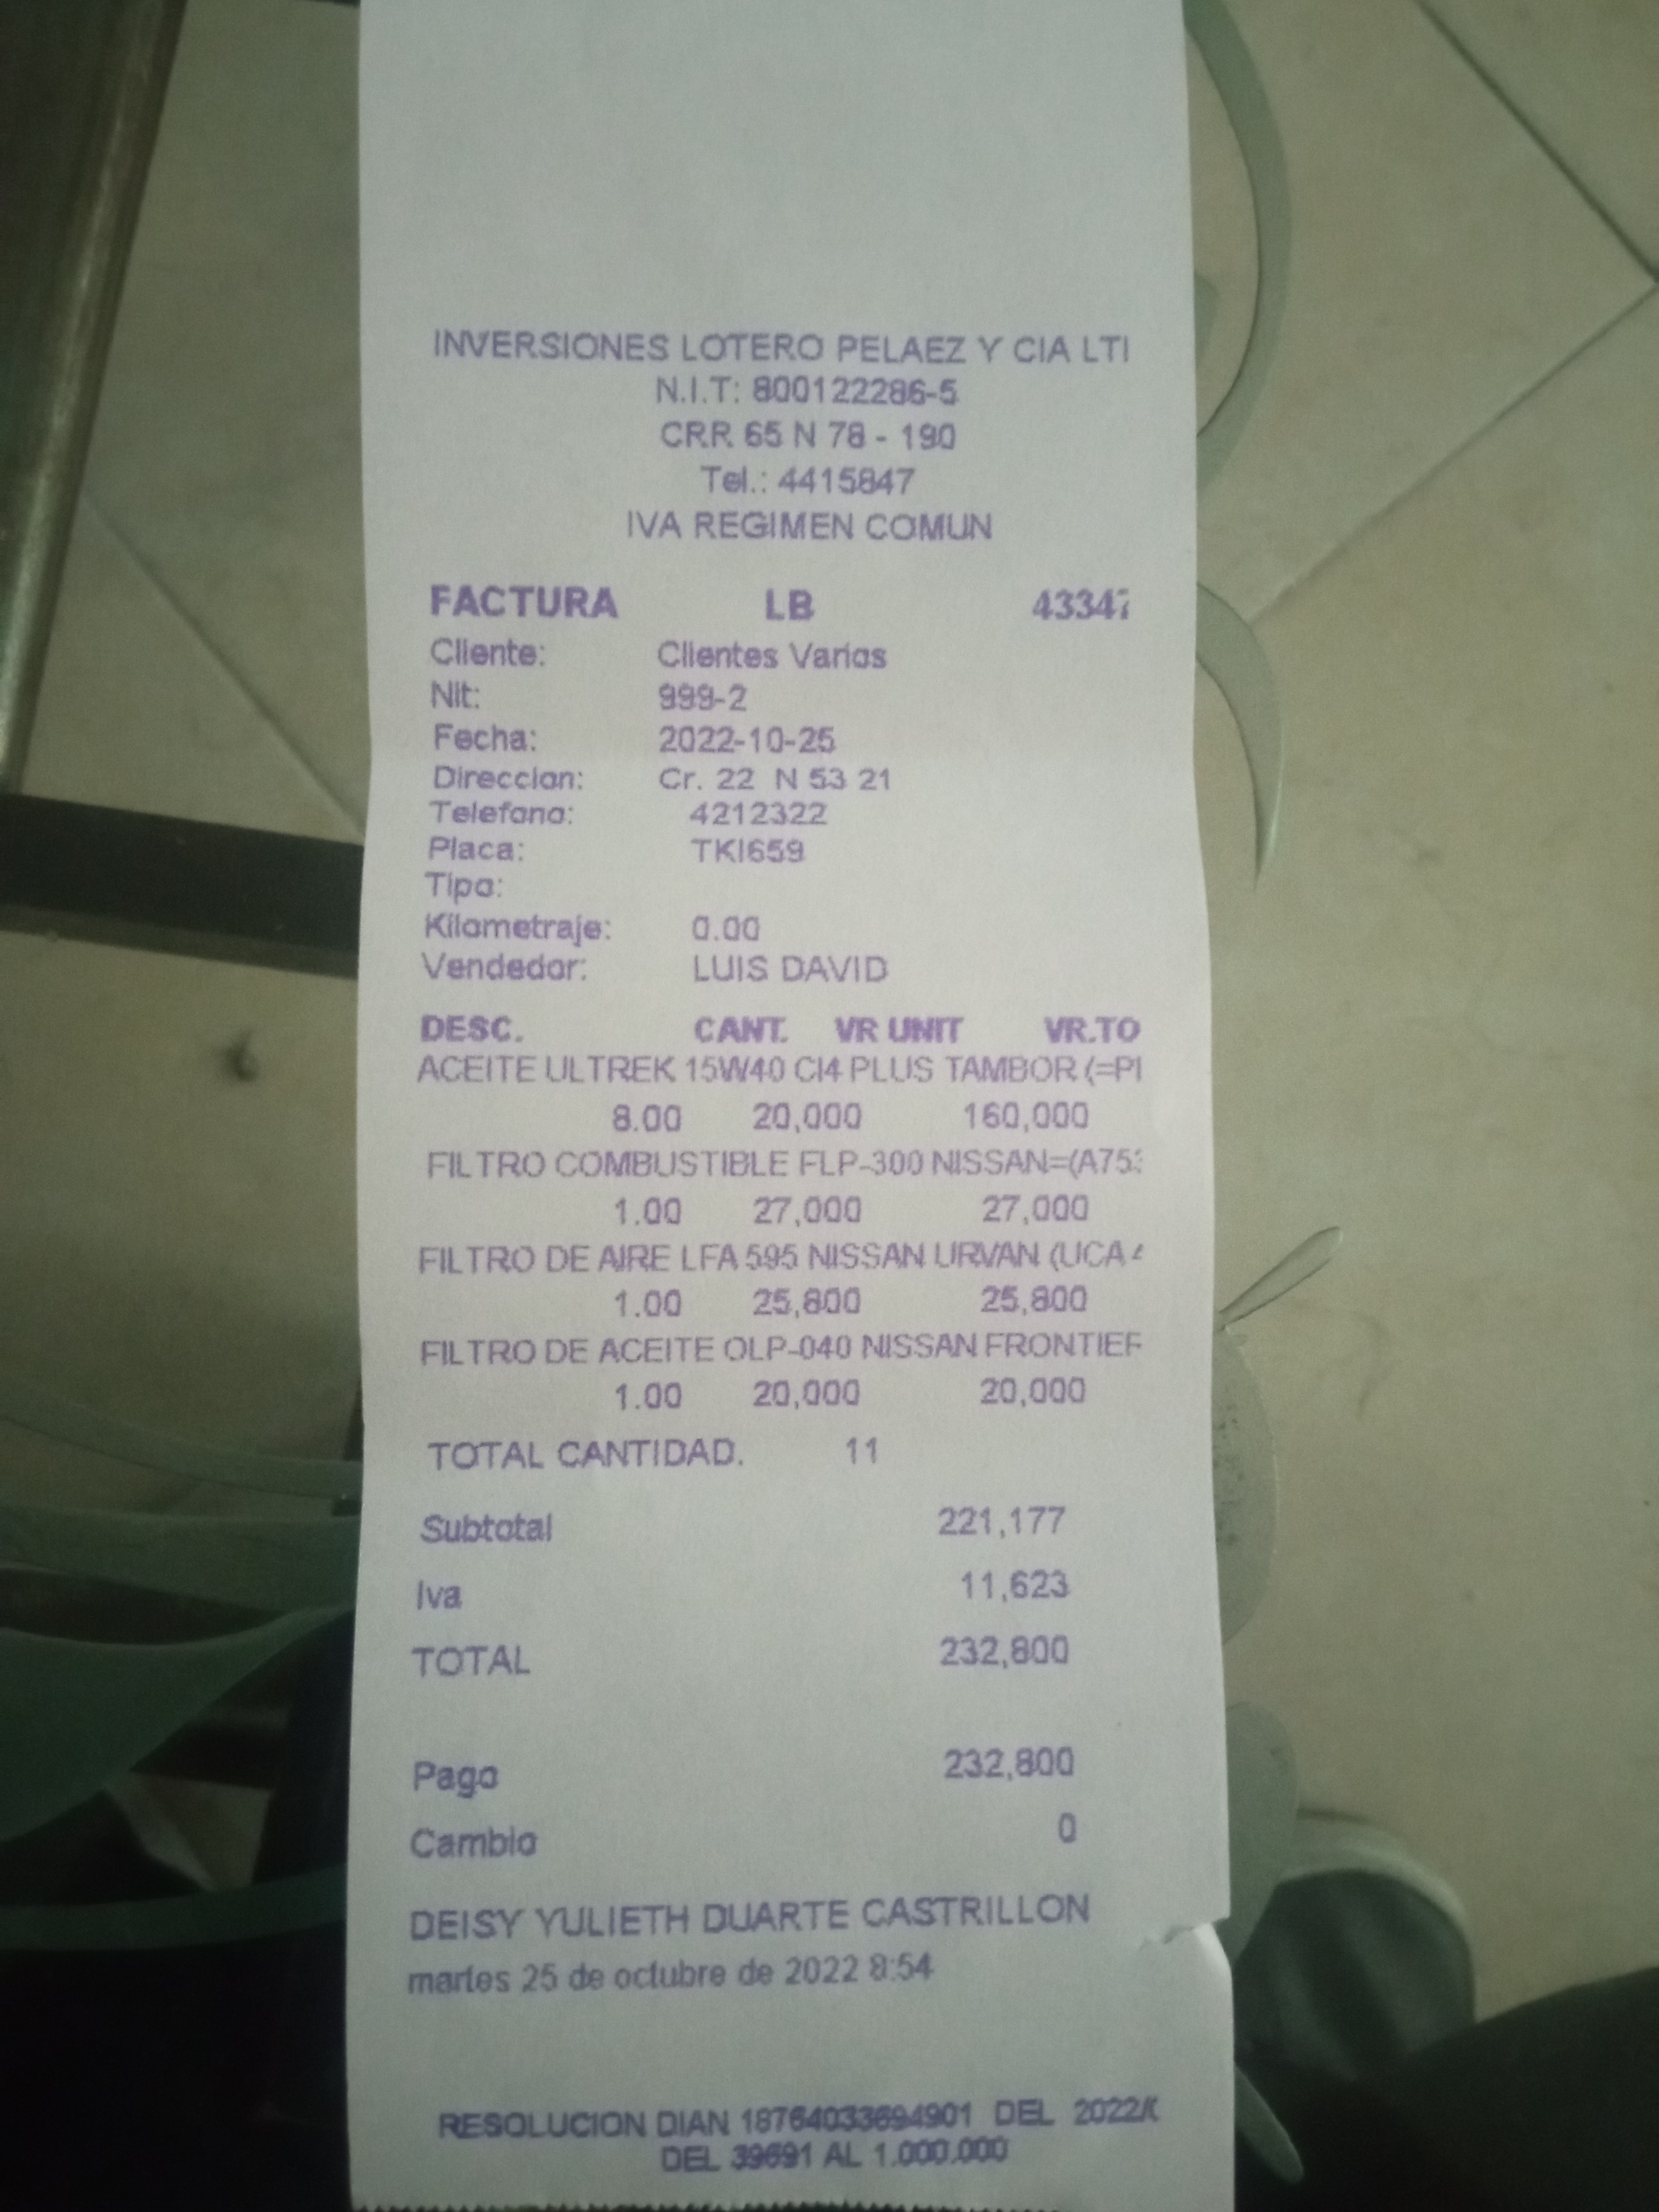 INVERSIONES LOTERO PELAEZ Y CIA LTI
N.I.T: 800122286-5
CRR 65 N 78 - 190
Tel.: 4415847
IVA REGIMEN COMUN
FACTURA LB 43347
Cliente: Clientes Varios
Nit: 999-2
Fecha: 2022-10-25
Direccion: Cr. 22 N 53 21
Telefono: 4212322
Placa: TKI659
Tipo:
Kilometraje: 0.00
Vendedor: LUIS DAVID
DESC. CANT. VR UNIT VR.TO
ACEITE ULTREK 15W40 CI4 PLUS TAMBOR (=PI
8.00 20,000 160,000
FILTRO COMBUSTIBLE FLP-300 NISSAN=(A753
1.00 27,000 27,000
FILTRO DE AIRE LFA 595 NISSAN URVAN (UCA 4
1.00 25,800 25,800
FILTRO DE ACEITE OLP-040 NISSAN FRONTIEF
1.00 20,000 20,000
TOTAL CANTIDAD. 11
Subtotal 221,177
Iva 11,623
TOTAL 232,800
Pago 232,800
Cambio 0
DEISY YULIETH DUARTE CASTRILLON
martes 25 de octubre de 2022 8:54
RESOLUCION DIAN 18764033694901 DEL 2022/0
DEL 39691 AL 1.000.000